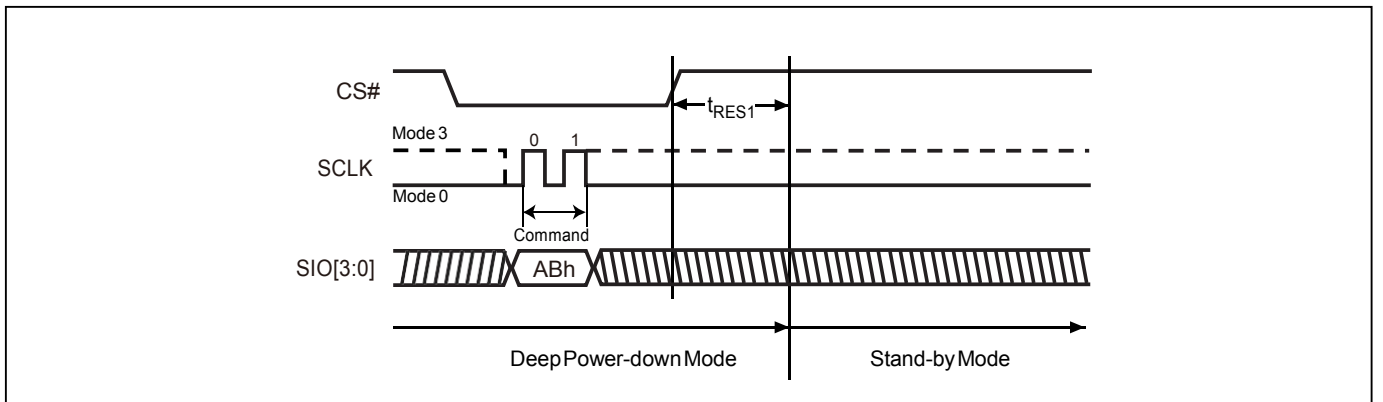 CS#
tRES1
Mode 3
0 1
SCLK
Mode 0
Command
SIO[3:0]
ABh
Deep Power-down Mode
Stand-by Mode